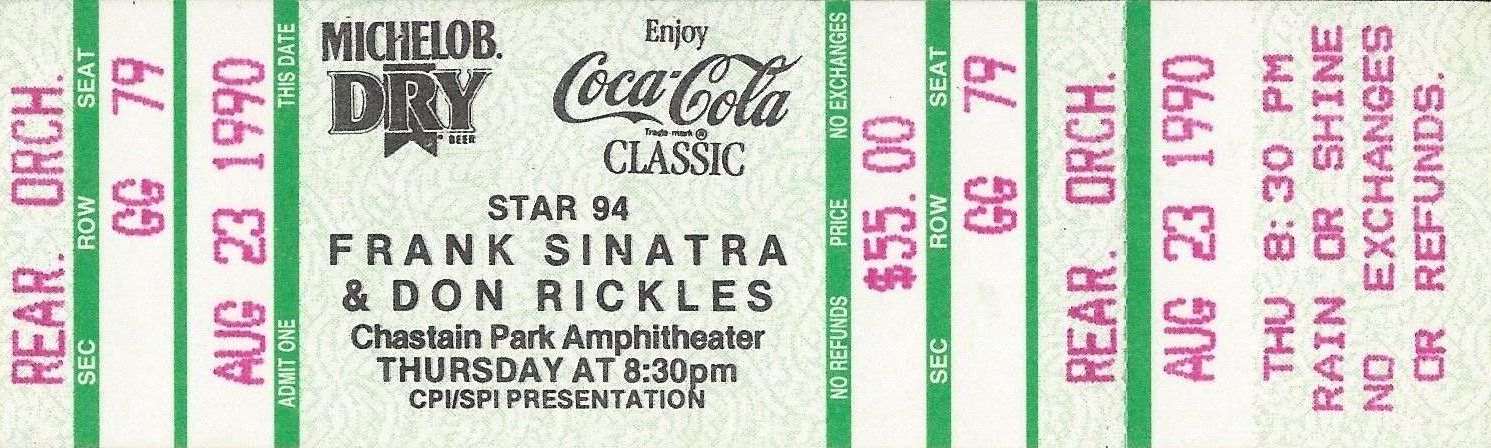 REAR. ORCH.
SEC ROW SEAT
GG 79
AUG 23 1990
ADMIT ONE THIS DATE
MICHELOB.
DRY
BEER
Enjoy
Coca-Cola
Trade-mark ®
CLASSIC
STAR 94
FRANK SINATRA
& DON RICKLES
Chastain Park Amphitheater
THURSDAY AT 8:30pm
CPI/SPI PRESENTATION
NO REFUNDS PRICE NO EXCHANGES
$55.00
SEC ROW SEAT
GG 79
REAR. ORCH.
AUG 23 1990
THU 8:30 PM
RAIN OR SHINE
NO EXCHANGES
OR REFUNDS.